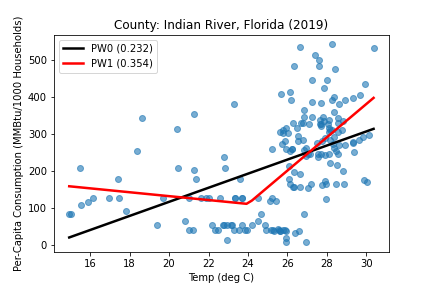 County: Indian River, Florida (2019)
Per-Capita Consumption (MMBtu/1000 Households)
500
400
300
200
100
0
PW0 (0.232)
PW1 (0.354)
16 18 20 22 24 26 28 30
Temp (deg C)